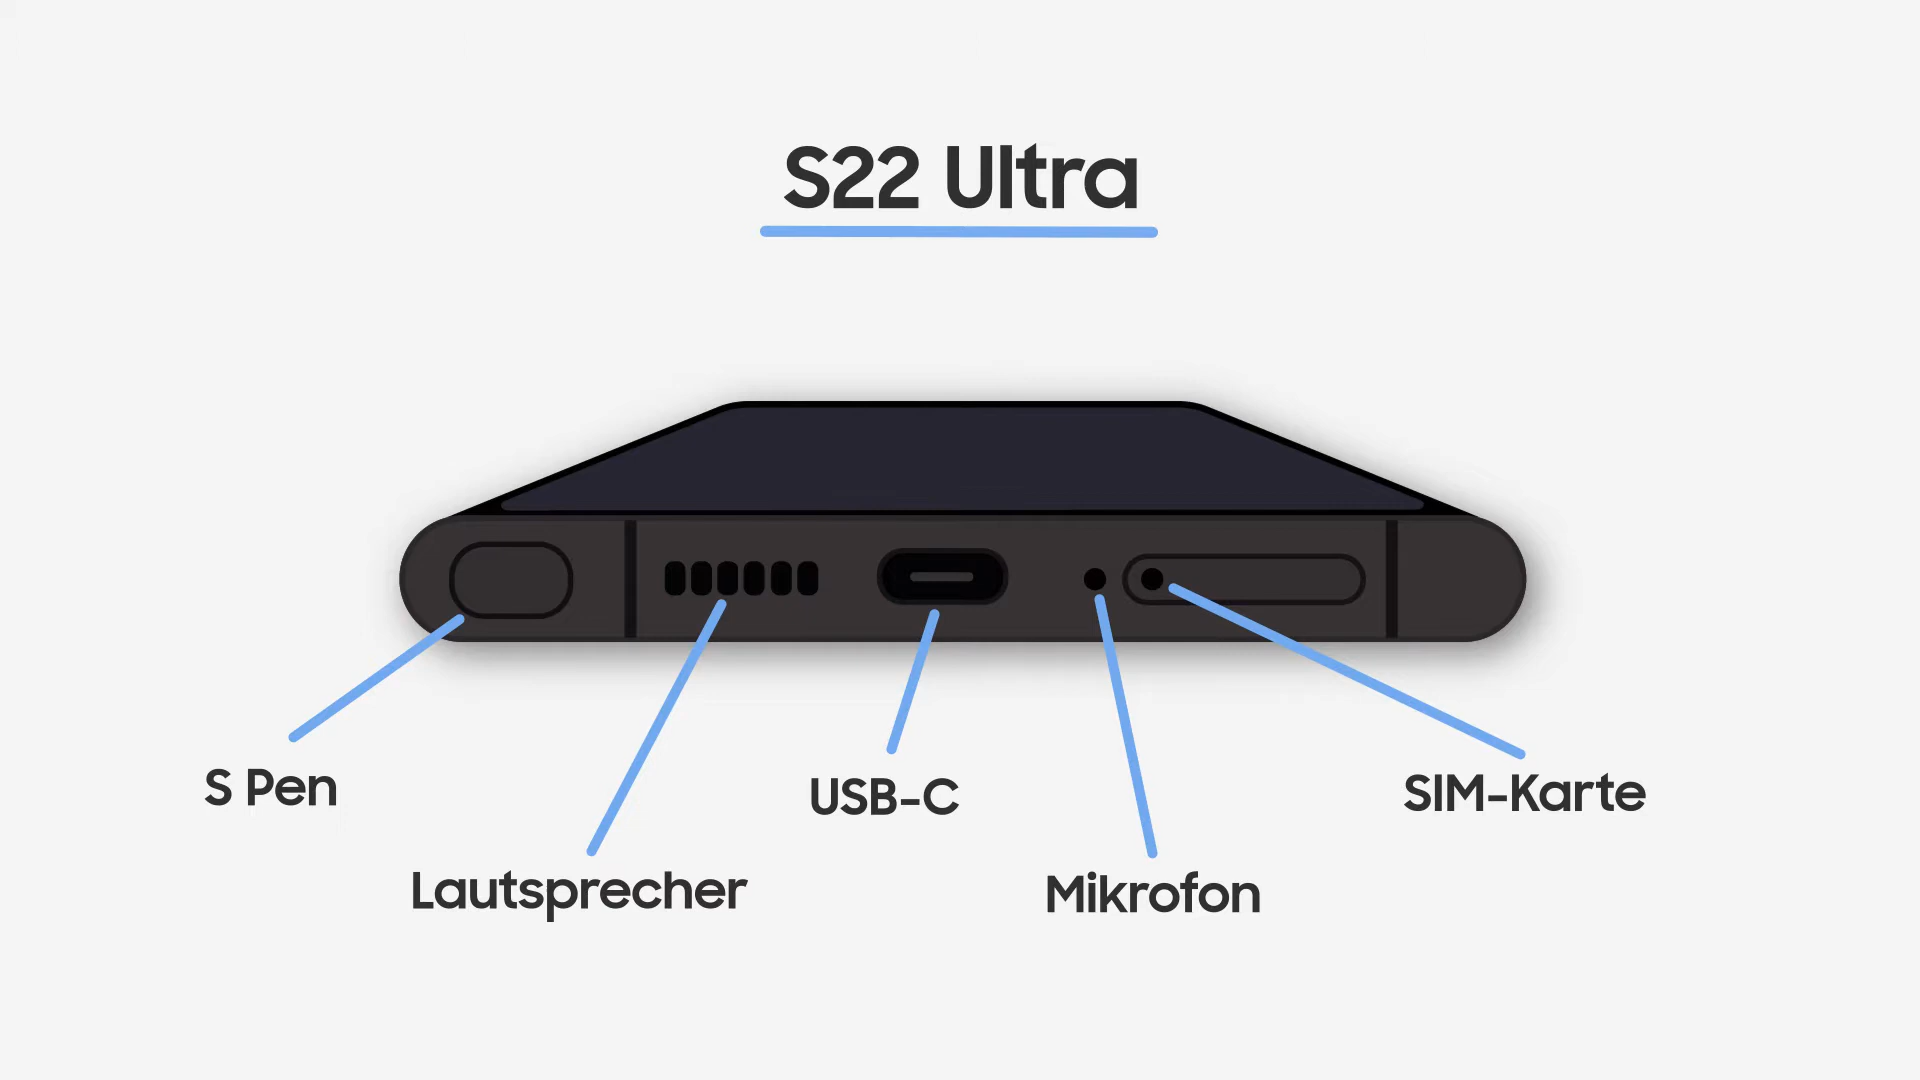 S22 Ultra
S Pen
USB-C
SIM-Karte
Lautsprecher
Mikrofon